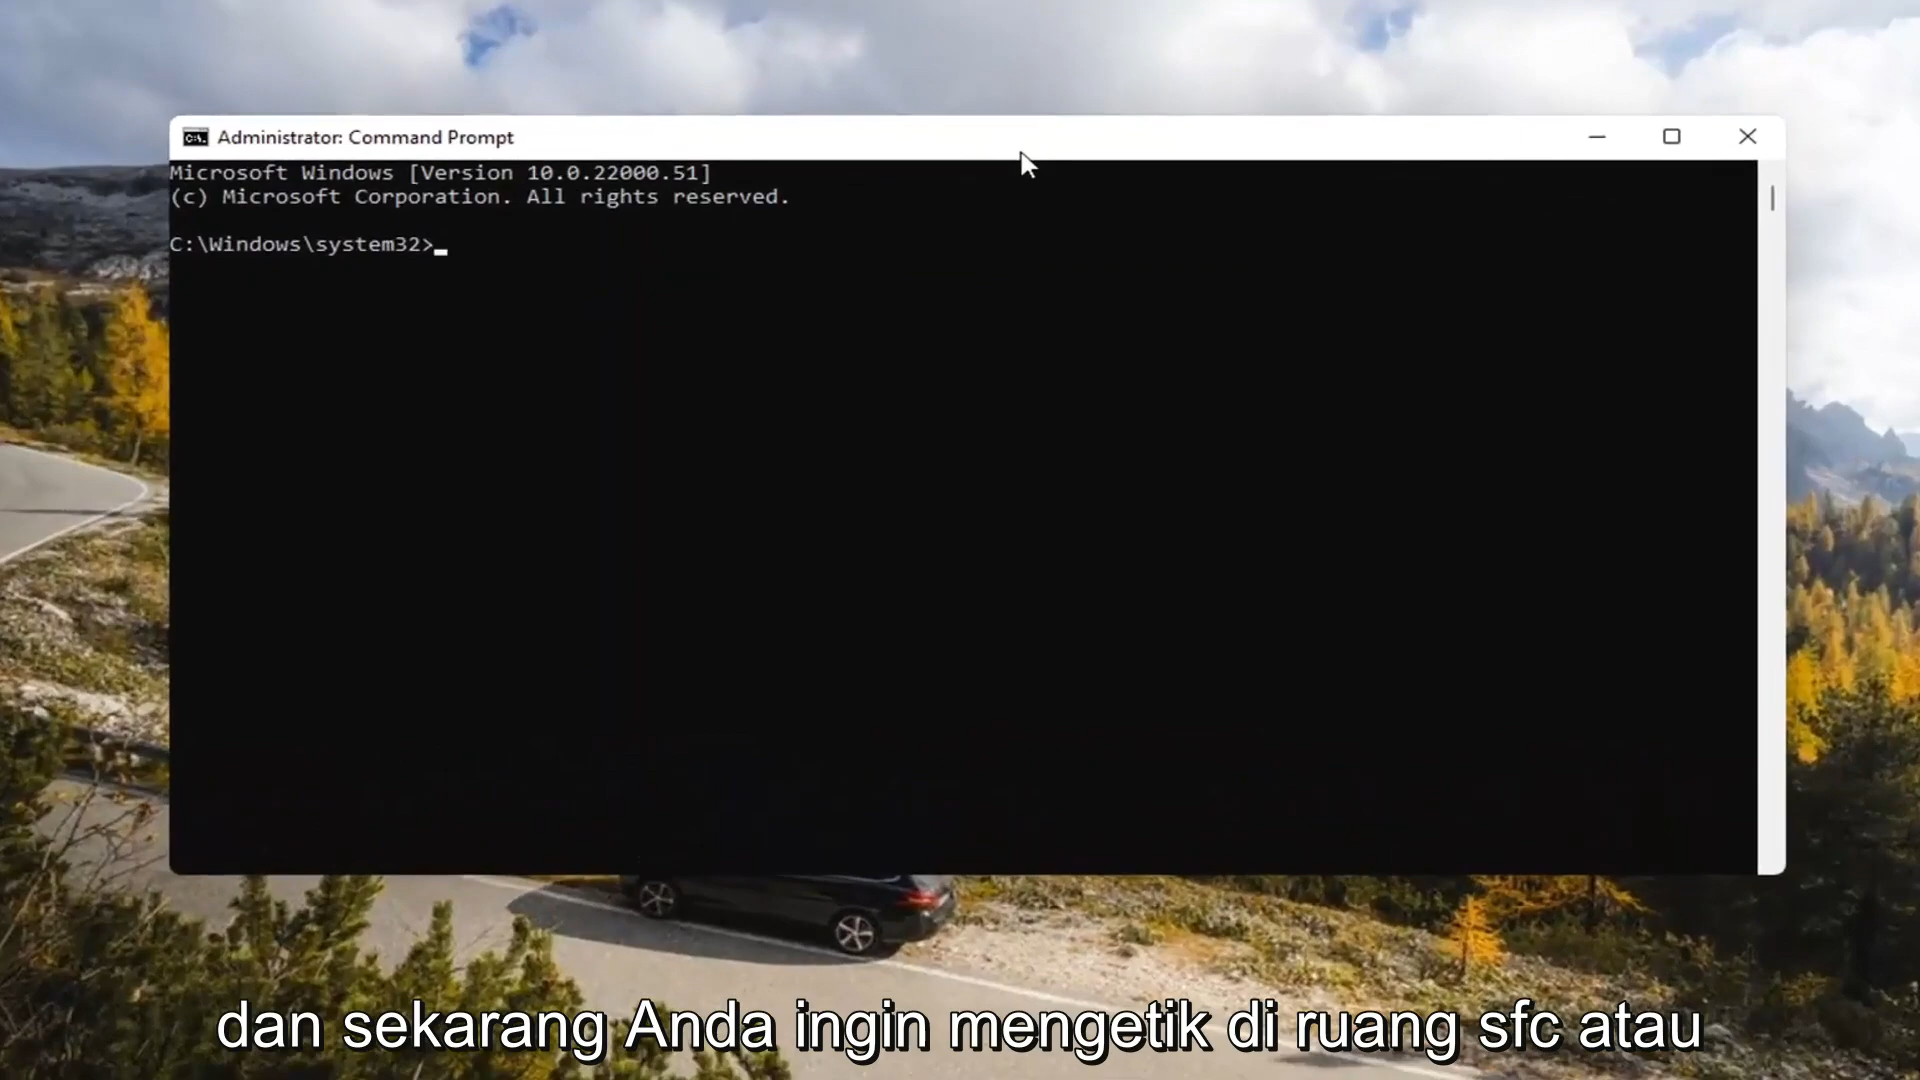 Administrator: Command Prompt
Microsoft Windows [Version 10.0.22000.51]
(c) Microsoft Corporation. All rights reserved.
C:\Windows\system32>
dan sekarang Anda ingin mengetik di ruang sfc atau